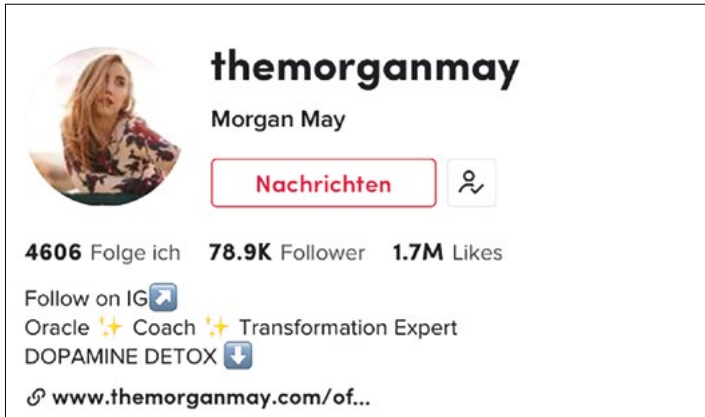 themorganmay
Morgan May
Nachrichten
4606 Folge ich 78.9K Follower 1.7M Likes
Follow on IG↗️
Oracle ✨ Coach ✨ Transformation Expert
DOPAMINE DETOX ⬇️
www.themorganmay.com/of...